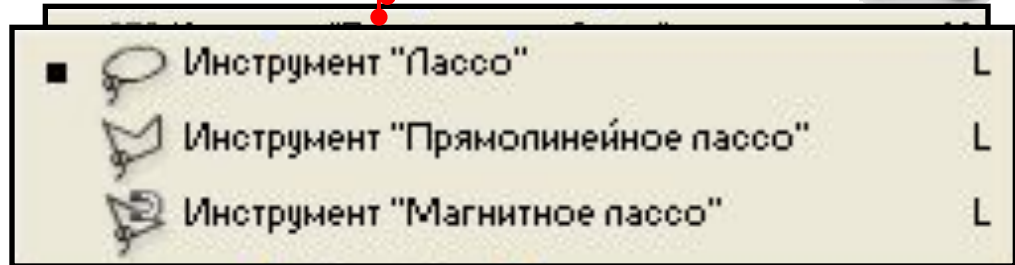 Инструмент "Лассо" L
Инструмент "Прямолинейное лассо" L
Инструмент "Магнитное лассо" L